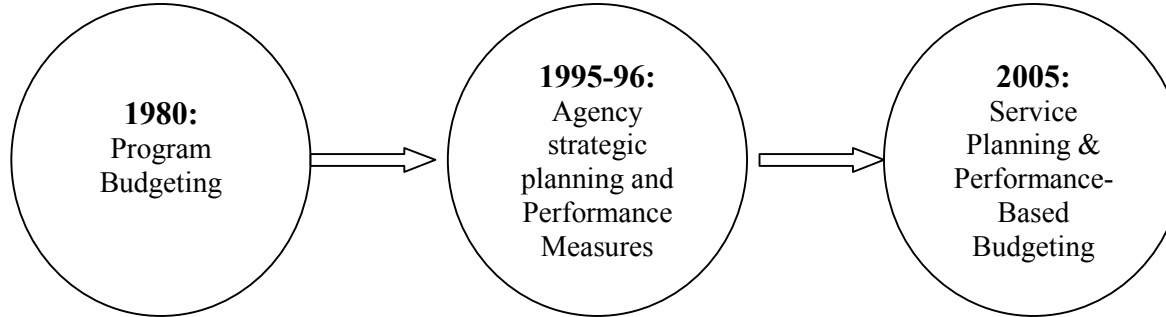 1980:
Program
Budgeting
1995-96:
Agency
strategic
planning and
Performance
Measures
2005:
Service
Planning &
Performance-
Based
Budgeting